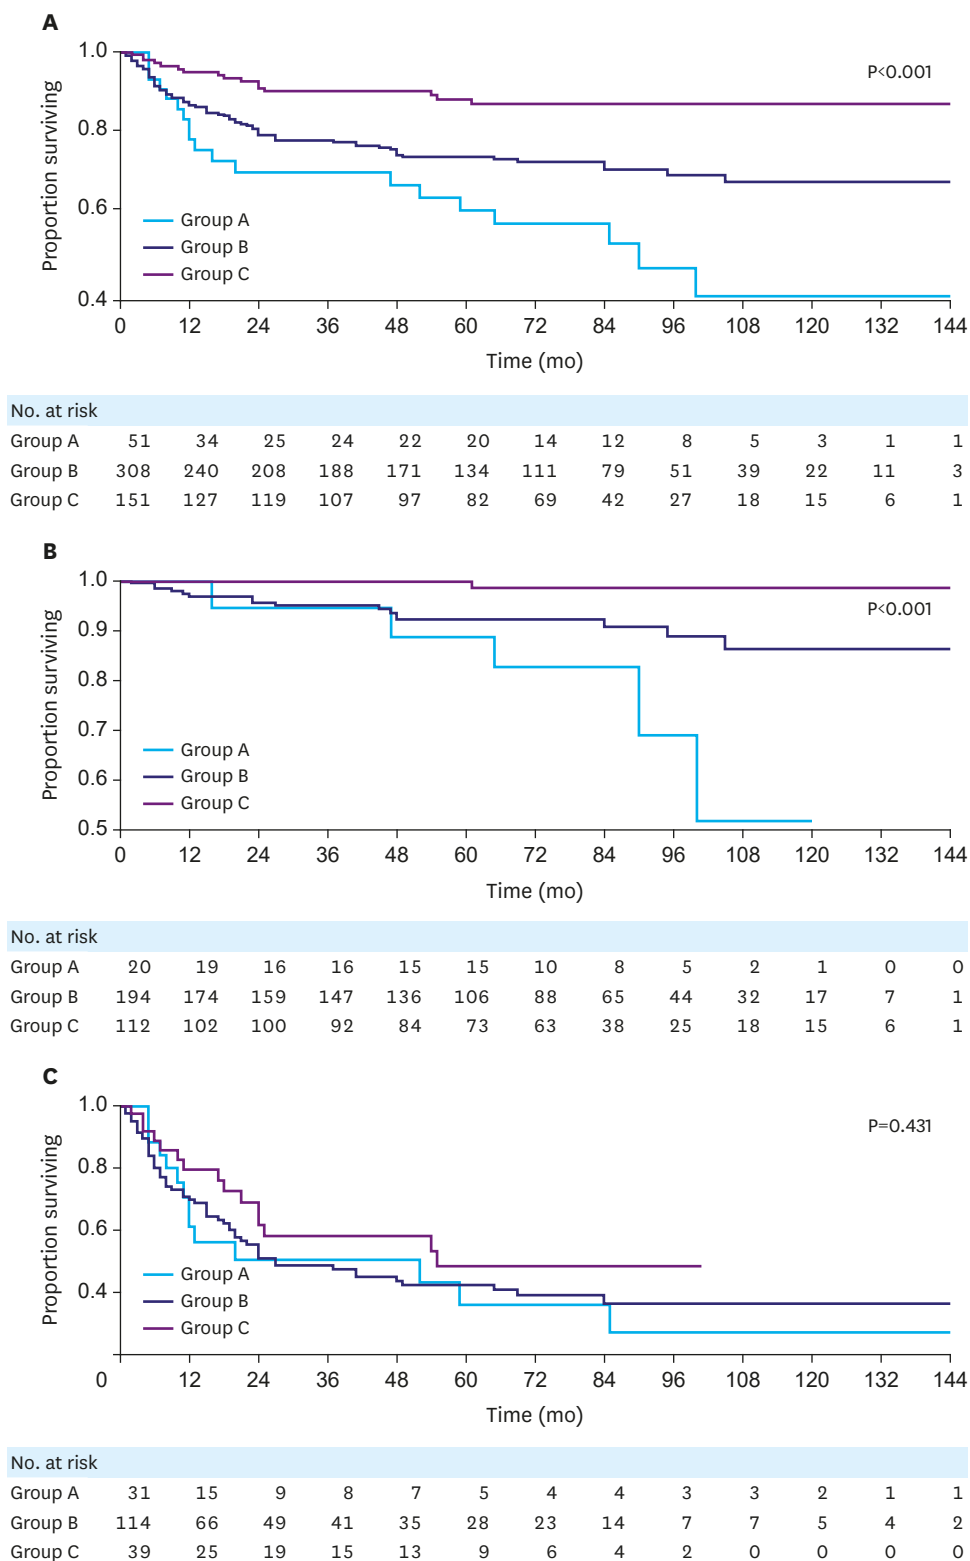 A
1.0
P<0.001
0.8
0.6
0.4
Proportion surviving
Group A
Group B
Group C
0 12 24 36 48 60 72 84 96 108 120 132 144
Time (mo)
No. at risk
Group A 51 34 25 24 22 20 14 12 8 5 3 1 1
Group B 308 240 208 188 171 134 111 79 51 39 22 11 3
Group C 151 127 119 107 97 82 69 42 27 18 15 6 1
B
1.0
P<0.001
0.9
0.8
0.7
0.6
0.5
Proportion surviving
Group A
Group B
Group C
0 12 24 36 48 60 72 84 96 108 120 132 144
Time (mo)
No. at risk
Group A 20 19 16 16 15 15 10 8 5 2 1 0 0
Group B 194 174 159 147 136 106 88 65 44 32 17 7 1
Group C 112 102 100 92 84 73 63 38 25 18 15 6 1
C
1.0
P=0.431
0.8
0.6
0.4
Proportion surviving
Group A
Group B
Group C
0 12 24 36 48 60 72 84 96 108 120 132 144
Time (mo)
No. at risk
Group A 31 15 9 8 7 5 4 4 3 3 2 1 1
Group B 114 66 49 41 35 28 23 14 7 7 5 4 2
Group C 39 25 19 15 13 9 6 4 2 0 0 0 0